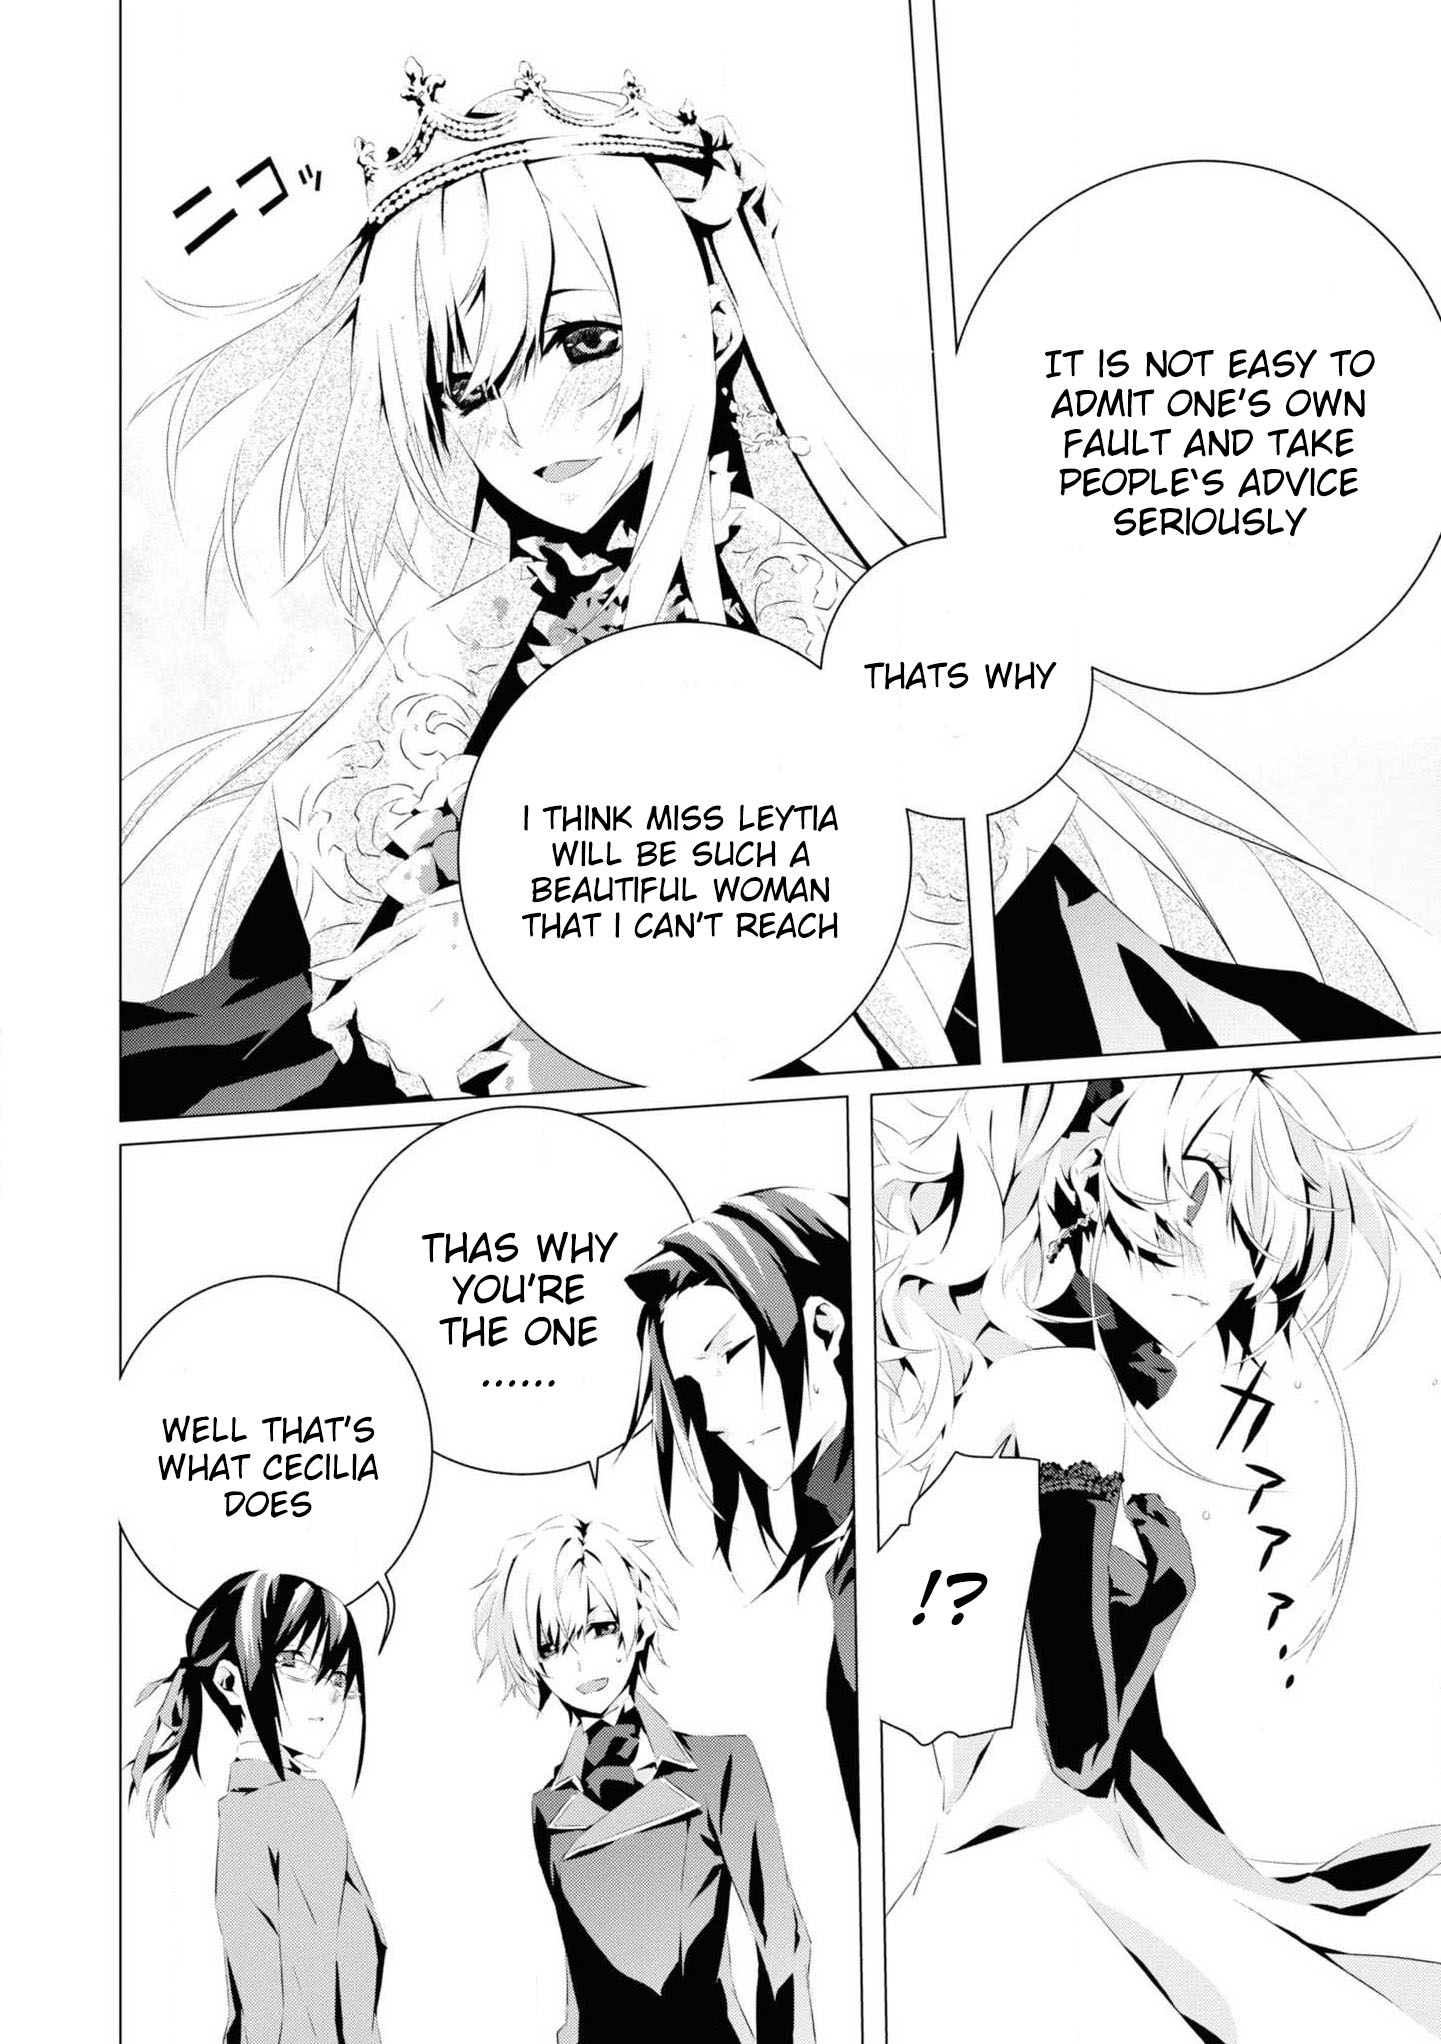 IT IS NOT EASY TO
ADMIT ONE'S OWN
FAULT AND TAKE
PEOPLE'S ADVICE
SERIOUSLY
ニコッ
THATS WHY
I THINK MISS LEYTIA
WILL BE SUCH A
BEAUTIFUL WOMAN
THAT I CAN'T REACH
カァァァァ
!?
THAS WHY
YOU'RE
THE ONE
......
WELL THAT'S
WHAT CECILIA
DOES